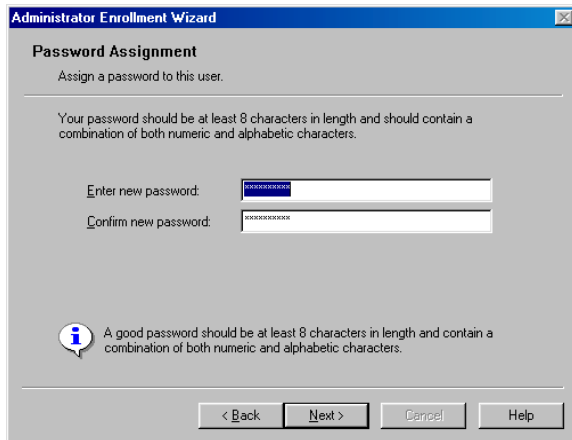 Administrator Enrollment Wizard
Password Assignment
Assign a password to this user.
Your password should be at least 8 characters in length and should contain a
combination of both numeric and alphabetic characters.
Enter new password: xxxxxxxxxx
Confirm new password: xxxxxxxxxx
A good password should be at least 8 characters in length and contain a
combination of both numeric and alphabetic characters.
< Back Next > Cancel Help